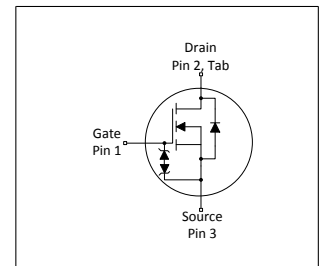 Drain
Pin 2, Tab
Gate
Pin 1
Source
Pin 3